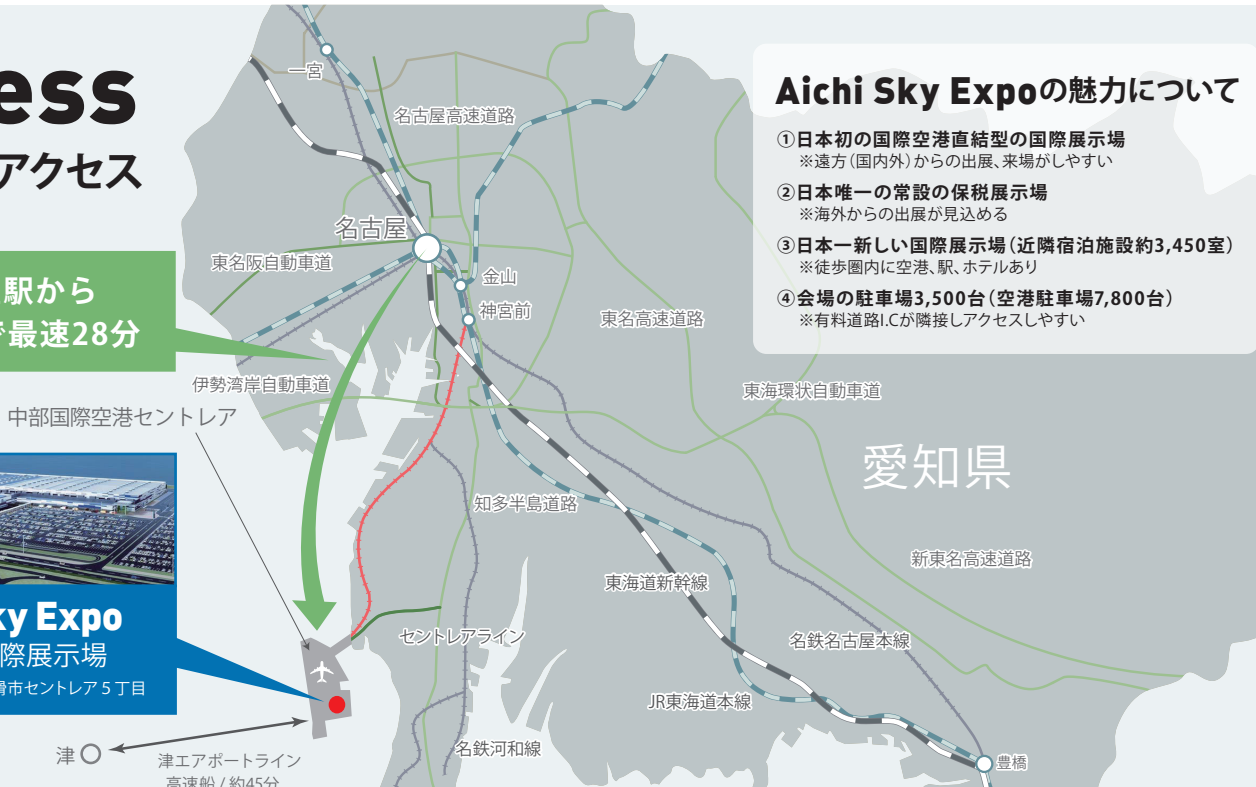 ess
アクセス
駅から
で最速28分
中部国際空港セントレア
ky Expo
際展示場
滑市セントレア5丁目
津
津エアポートライン
高速船 / 約45分
一宮
名古屋高速道路
名古屋
東名阪自動車道
金山
神宮前
東名高速道路
伊勢湾岸自動車道
東海環状自動車道
愛知県
知多半島道路
新東名高速道路
東海道新幹線
セントレアライン
名鉄名古屋本線
JR東海道本線
名鉄河和線
豊橋
Aichi Sky Expoの魅力について
①日本初の国際空港直結型の国際展示場
※遠方(国内外)からの出展、来場がしやすい
②日本唯一の常設の保税展示場
※海外からの出展が見込める
③日本一新しい国際展示場(近隣宿泊施設約3,450室)
※徒歩圏内に空港、駅、ホテルあり
④会場の駐車場3,500台(空港駐車場7,800台)
※有料道路I.Cが隣接しアクセスしやすい